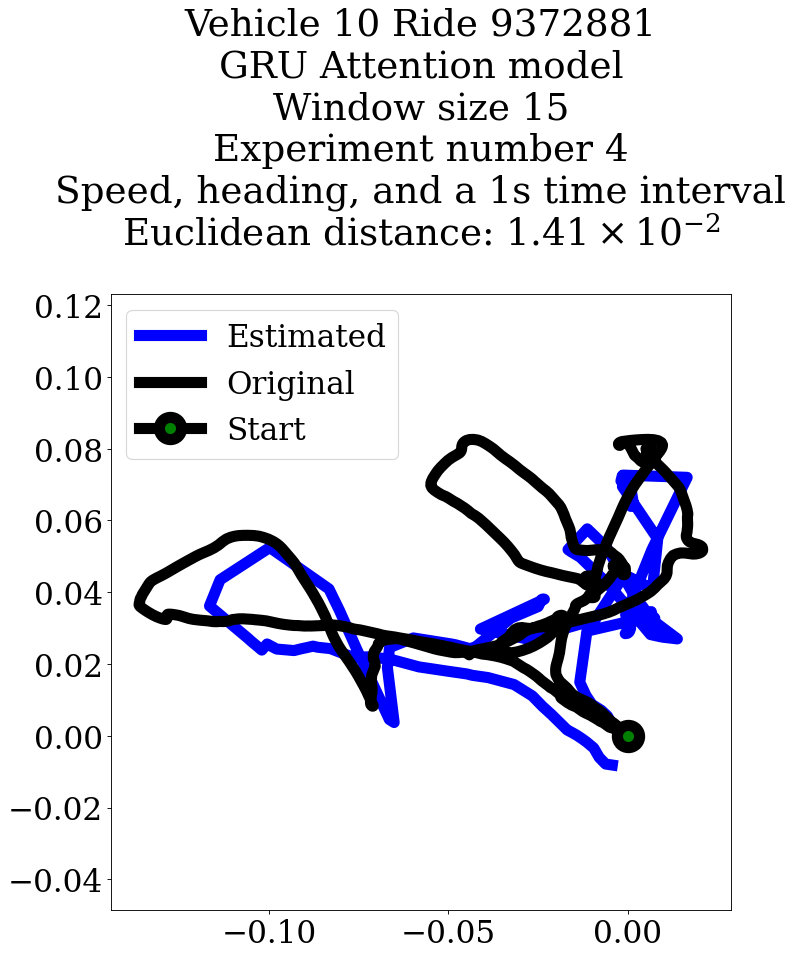 Vehicle 10 Ride 9372881
GRU Attention model
Window size 15
Experiment number 4
Speed, heading, and a 1s time interval
Euclidean distance: 1.41 × 10⁻²
Estimated
Original
Start
0.12
0.10
0.08
0.06
0.04
0.02
0.00
−0.02
−0.04
−0.10 −0.05 0.00